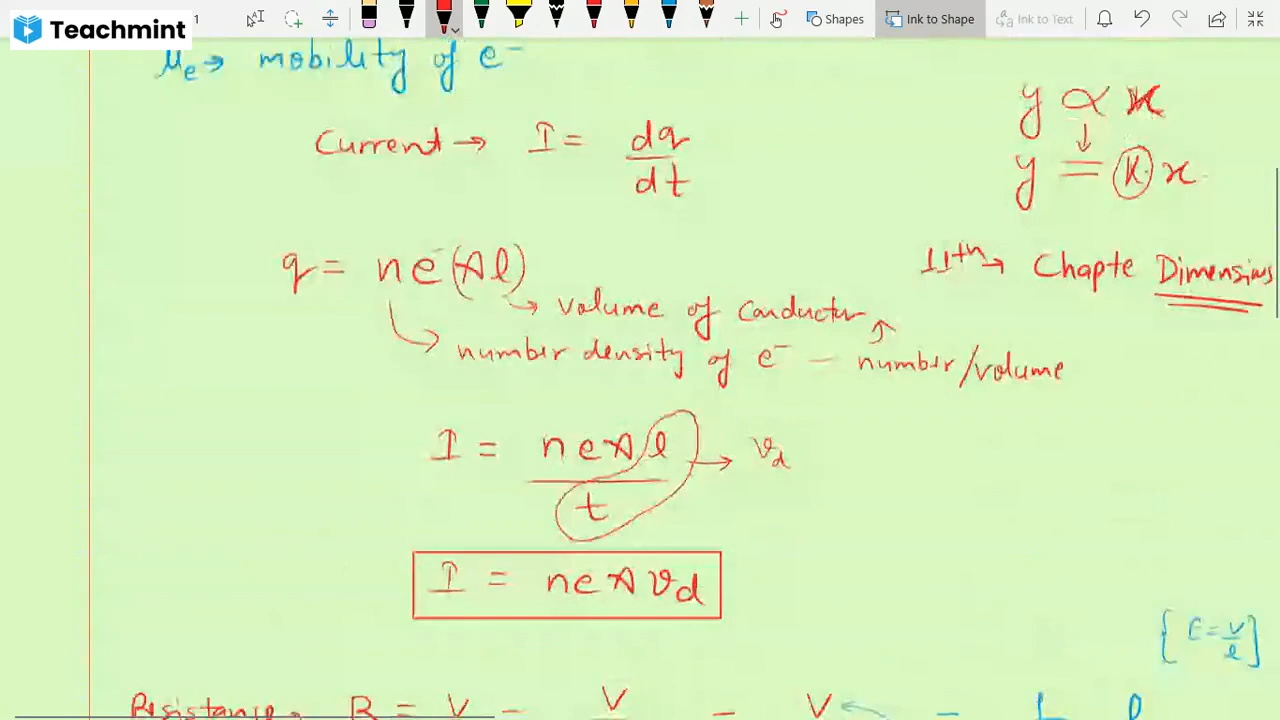 1
Shapes
Ink to Shape
Ink to Text
Teachmint
μe → mobility of e⁻
y ∝ x
↓
y = k x
Current → I = dq/dt
11th → Chapte Dimensions
q = ne⁻(Al)
→ volume of conductor
→ number density of e⁻ — number/volume
I = neAl/t → vd
I = neAvd
[E = V/l]
Resistance, R = V – V – V ← – L l